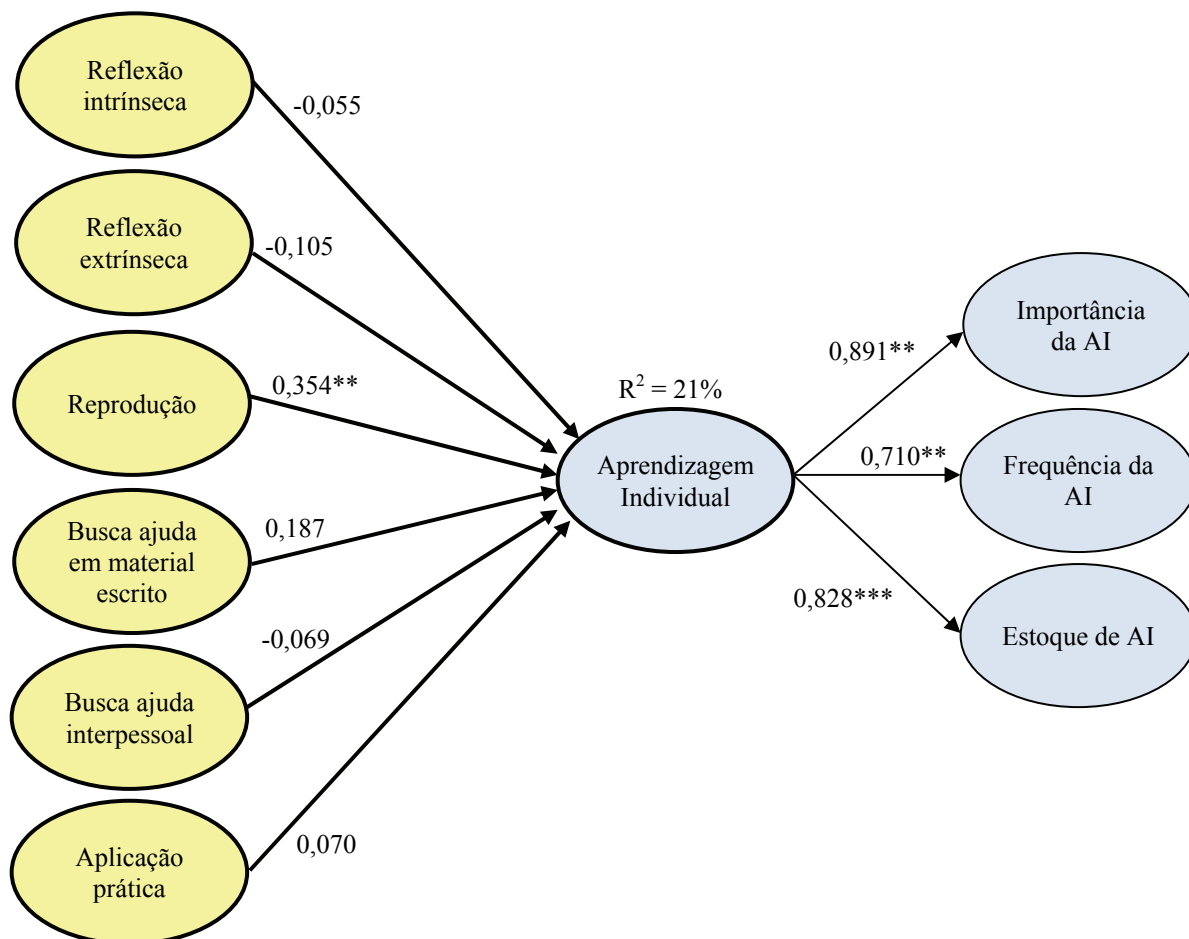 Reflexão
intrínseca
-0,055
Reflexão
extrínseca
-0,105
Reprodução
0,354**
Busca ajuda
em material
escrito
0,187
Busca ajuda
interpessoal
-0,069
Aplicação
prática
0,070
R² = 21%
Aprendizagem
Individual
0,891**
Importância
da AI
0,710**
Frequência da
AI
0,828***
Estoque de AI